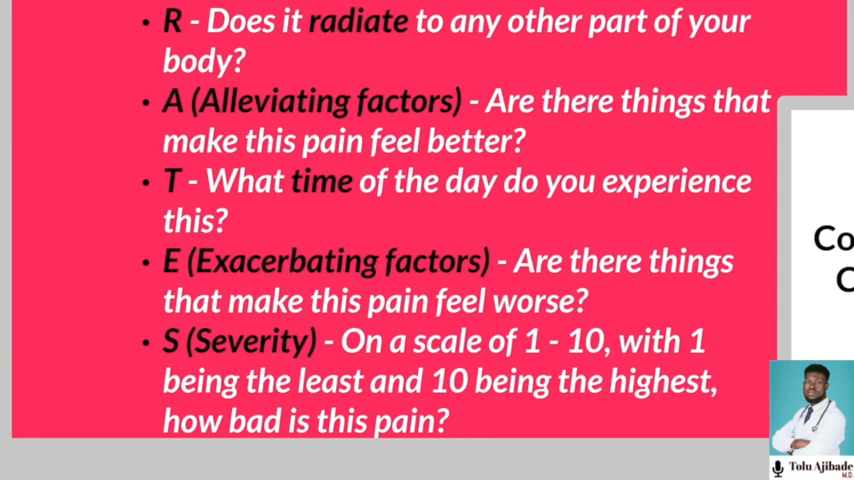 • R - Does it radiate to any other part of your
body?
• A (Alleviating factors) - Are there things that
make this pain feel better?
• T - What time of the day do you experience
this?
• E (Exacerbating factors) - Are there things
that make this pain feel worse?
• S (Severity) - On a scale of 1 - 10, with 1
being the least and 10 being the highest,
how bad is this pain?
Co
C
Tolu Ajibade
M.D.